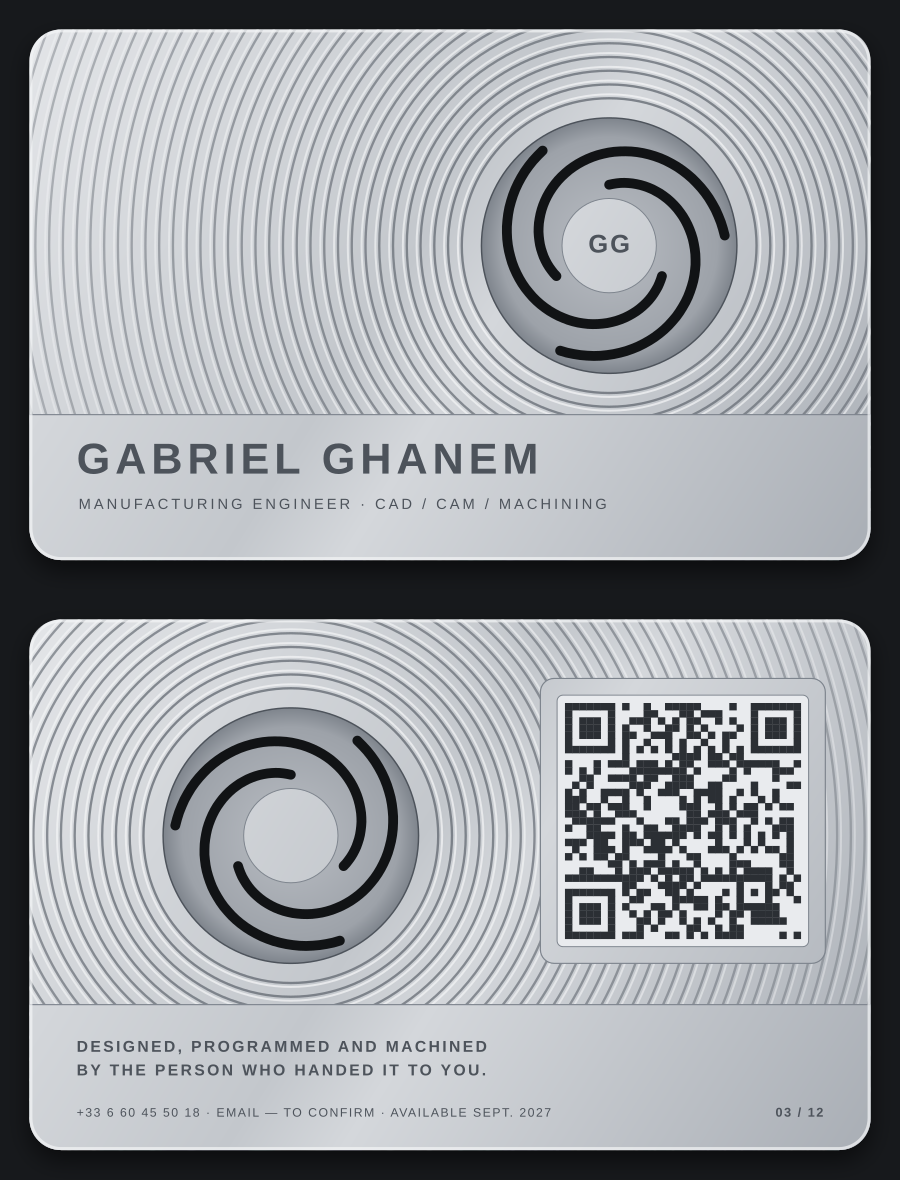 GG
GABRIEL GHANEM
MANUFACTURING ENGINEER · CAD / CAM / MACHINING
DESIGNED, PROGRAMMED AND MACHINED
BY THE PERSON WHO HANDED IT TO YOU.
+33 6 60 45 50 18 · EMAIL — TO CONFIRM · AVAILABLE SEPT. 2027
03 / 12